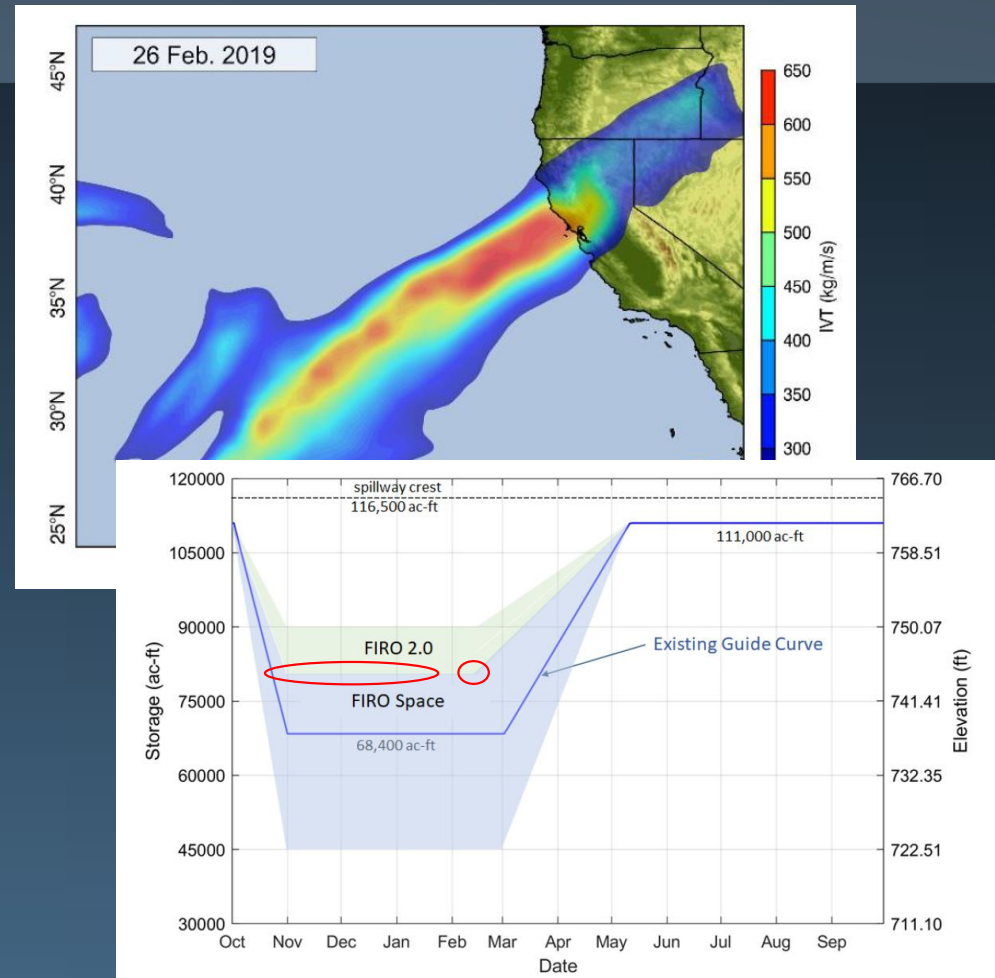 26 Feb. 2019
45°N
40°N
35°N
30°N
25°N
650
600
550
500
450
400
350
300
IVT (kg/m/s)
120000
105000
90000
75000
60000
45000
30000
Storage (ac-ft)
spillway crest
116,500 ac-ft
111,000 ac-ft
FIRO 2.0
Existing Guide Curve
FIRO Space
68,400 ac-ft
766.70
758.51
750.07
741.41
732.35
722.51
711.10
Elevation (ft)
Oct Nov Dec Jan Feb Mar Apr May Jun Jul Aug Sep
Date